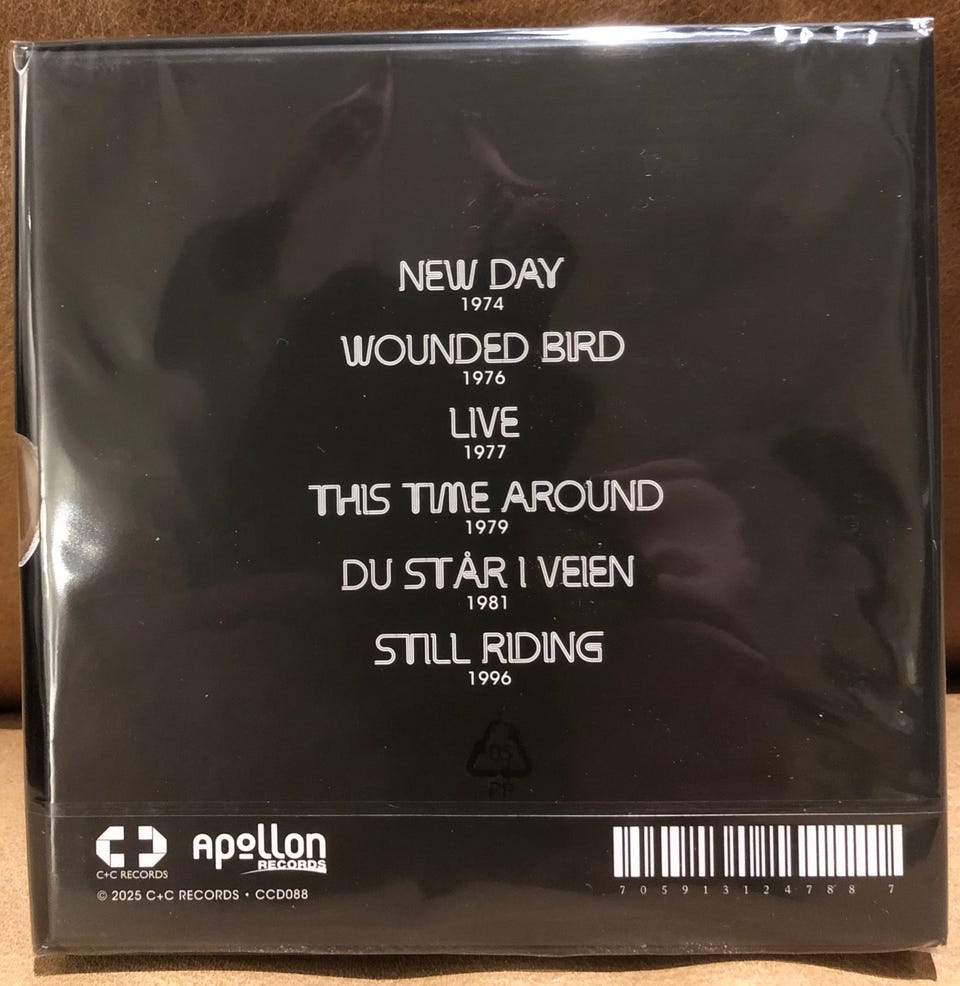 NEW DAY
1974
WOUNDED BIRD
1976
LIVE
1977
THIS TIME AROUND
1979
DU STÅR I VEIEN
1981
STILL RIDING
1996
05
PP
C+C RECORDS
Apollon
RECORDS
© 2025 C+C RECORDS • CCD088
7 0 5 9 1 3 1 2 4 7 8 8 7